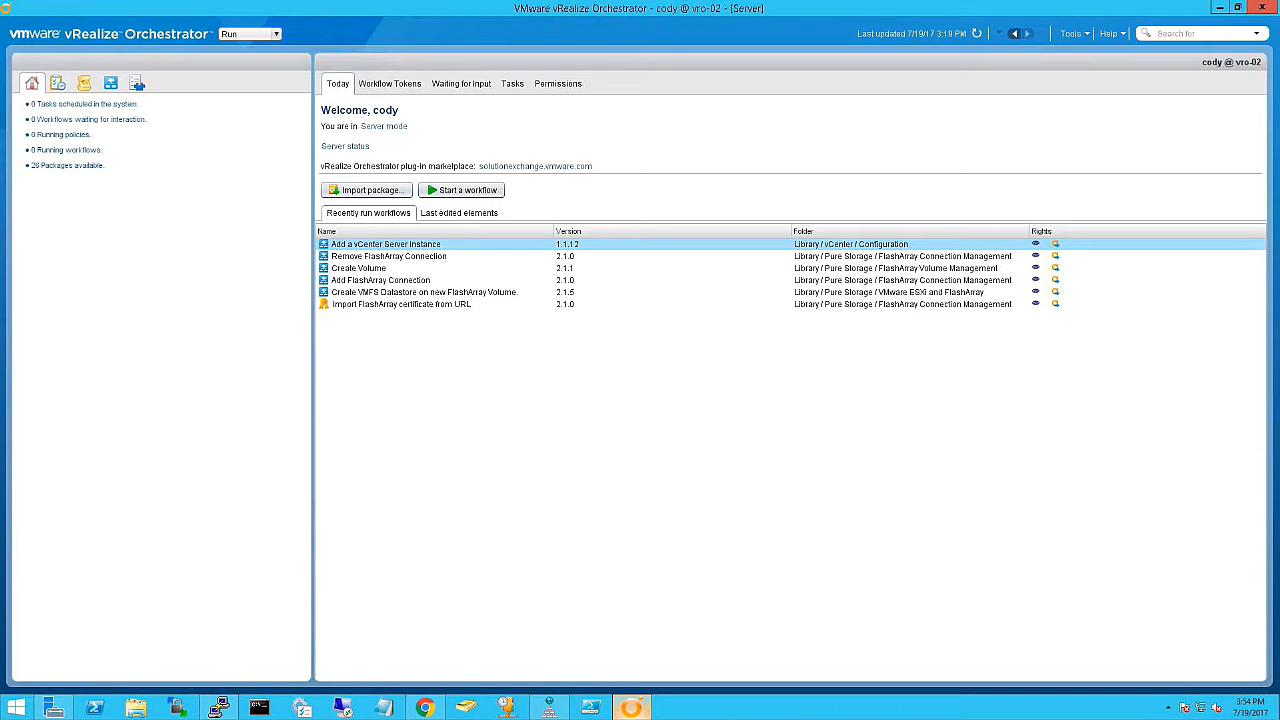 VMware vRealize Orchestrator - cody @ vro-02 - [Server]
vmware vRealize Orchestrator Run Last updated 7/19/17 3:19 PM Tools Help Search for
cody @ vro-02
Today Workflow Tokens Waiting for Input Tasks Permissions
0 Tasks scheduled in the system.
0 Workflows waiting for interaction.
0 Running policies.
0 Running workflows.
26 Packages available.
Welcome, cody
You are in Server mode
Server status
vRealize Orchestrator plug-in marketplace: solutionexchange.vmware.com
Import package... Start a workflow
Recently run workflows Last edited elements
Name Version Folder Rights
Add a vCenter Server instance 1.1.12 Library / vCenter / Configuration
Remove FlashArray Connection 2.1.0 Library / Pure Storage / FlashArray Connection Management
Create Volume 2.1.1 Library / Pure Storage / FlashArray Volume Management
Add FlashArray Connection 2.1.0 Library / Pure Storage / FlashArray Connection Management
Create VMFS Datastore on new FlashArray Volume. 2.1.5 Library / Pure Storage / VMware ESXi and FlashArray
Import FlashArray certificate from URL 2.1.0 Library / Pure Storage / FlashArray Connection Management
3:54 PM
7/19/2017